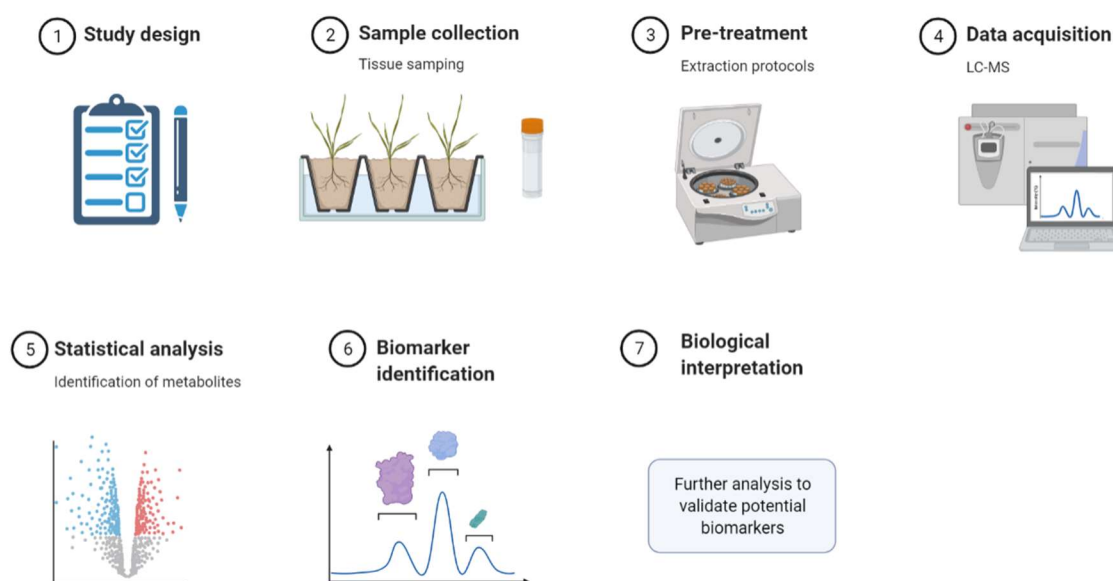 1 Study design
2 Sample collection
Tissue samping
3 Pre-treatment
Extraction protocols
4 Data acquisition
LC-MS
5 Statistical analysis
Identification of metabolites
6 Biomarker
identification
7 Biological
interpretation
Further analysis to
validate potential
biomarkers